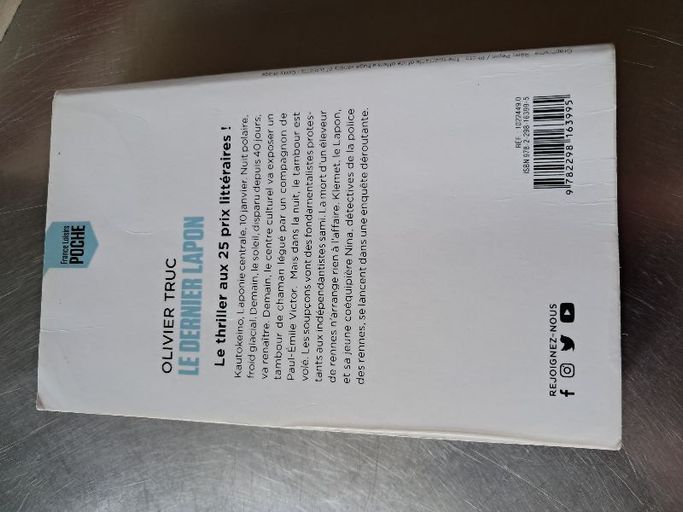 France Loisirs
POCHE
OLIVIER TRUC
LE DERNIER LAPON
Le thriller aux 25 prix littéraires !
Kautokeino, Laponie centrale, 10 janvier. Nuit polaire,
froid glacial. Demain, le soleil, disparu depuis 40 jours,
va renaître. Demain, le centre culturel va exposer un
tambour de chaman légué par un compagnon de
Paul-Émile Victor. Mais dans la nuit, le tambour est
volé. Les soupçons vont des fondamentalistes protes-
tants aux indépendantistes sami. La mort d'un éleveur
de rennes n'arrange rien à l'affaire. Klemet, le Lapon,
et sa jeune coéquipière Nina, détectives de la police
des rennes, se lancent dans une enquête déroutante.
REJOIGNEZ-NOUS
REF : 1022449.0
ISBN 978-2-298-16399-5
9 782298 163995
Graphisme : Rémi Pépin / Photo :